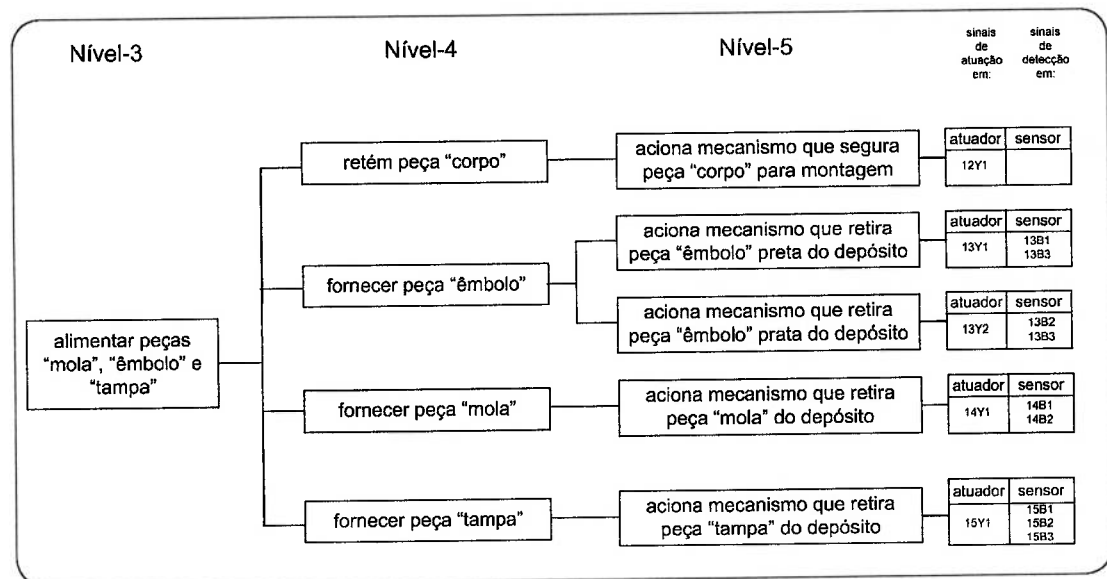 Nível-3
Nível-4
Nível-5
sinais
de
atuação
em:
sinais
de
detecção
em:
retém peça “corpo”
aciona mecanismo que segura
peça “corpo” para montagem
atuador sensor
12Y1
fornecer peça “êmbolo”
aciona mecanismo que retira
peça “êmbolo” preta do depósito
atuador sensor
13Y1
13B1
13B3
aciona mecanismo que retira
peça “êmbolo” prata do depósito
atuador sensor
13Y2
13B2
13B3
alimentar peças
“mola”, “êmbolo” e
“tampa”
fornecer peça “mola”
aciona mecanismo que retira
peça “mola” do depósito
atuador sensor
14Y1
14B1
14B2
fornecer peça “tampa”
aciona mecanismo que retira
peça “tampa” do depósito
atuador sensor
15Y1
15B1
15B2
15B3